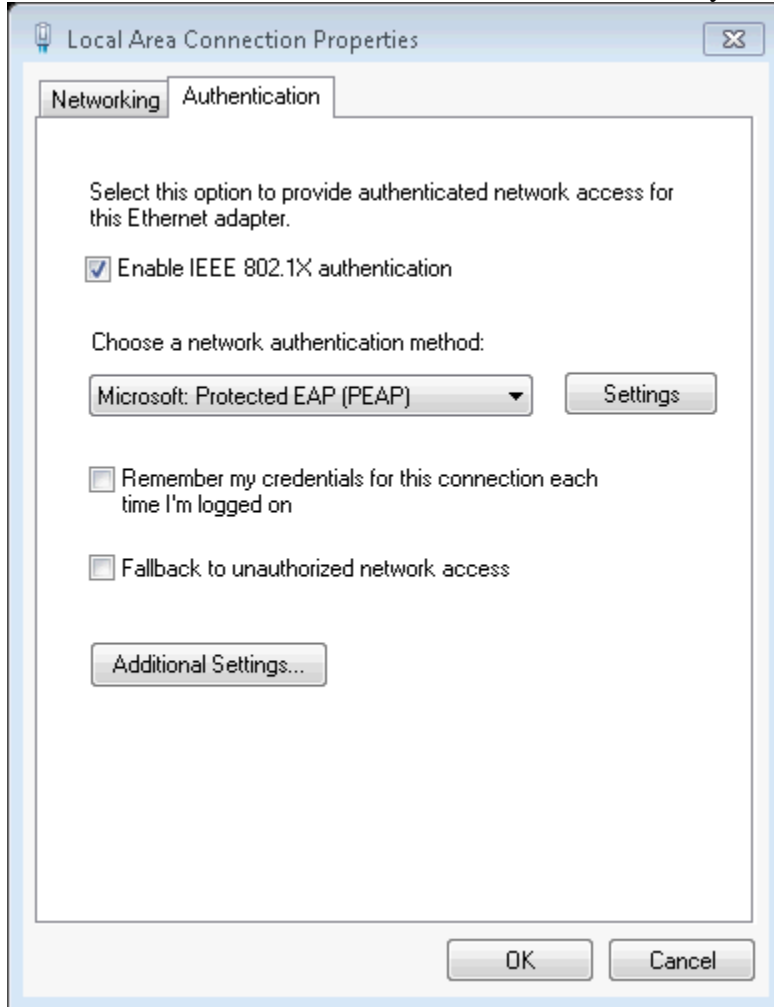 Local Area Connection Properties
Networking
Authentication
Select this option to provide authenticated network access for
this Ethernet adapter.
Enable IEEE 802.1X authentication
Choose a network authentication method:
Microsoft: Protected EAP (PEAP)
Settings
Remember my credentials for this connection each
time I'm logged on
Fallback to unauthorized network access
Additional Settings...
OK
Cancel